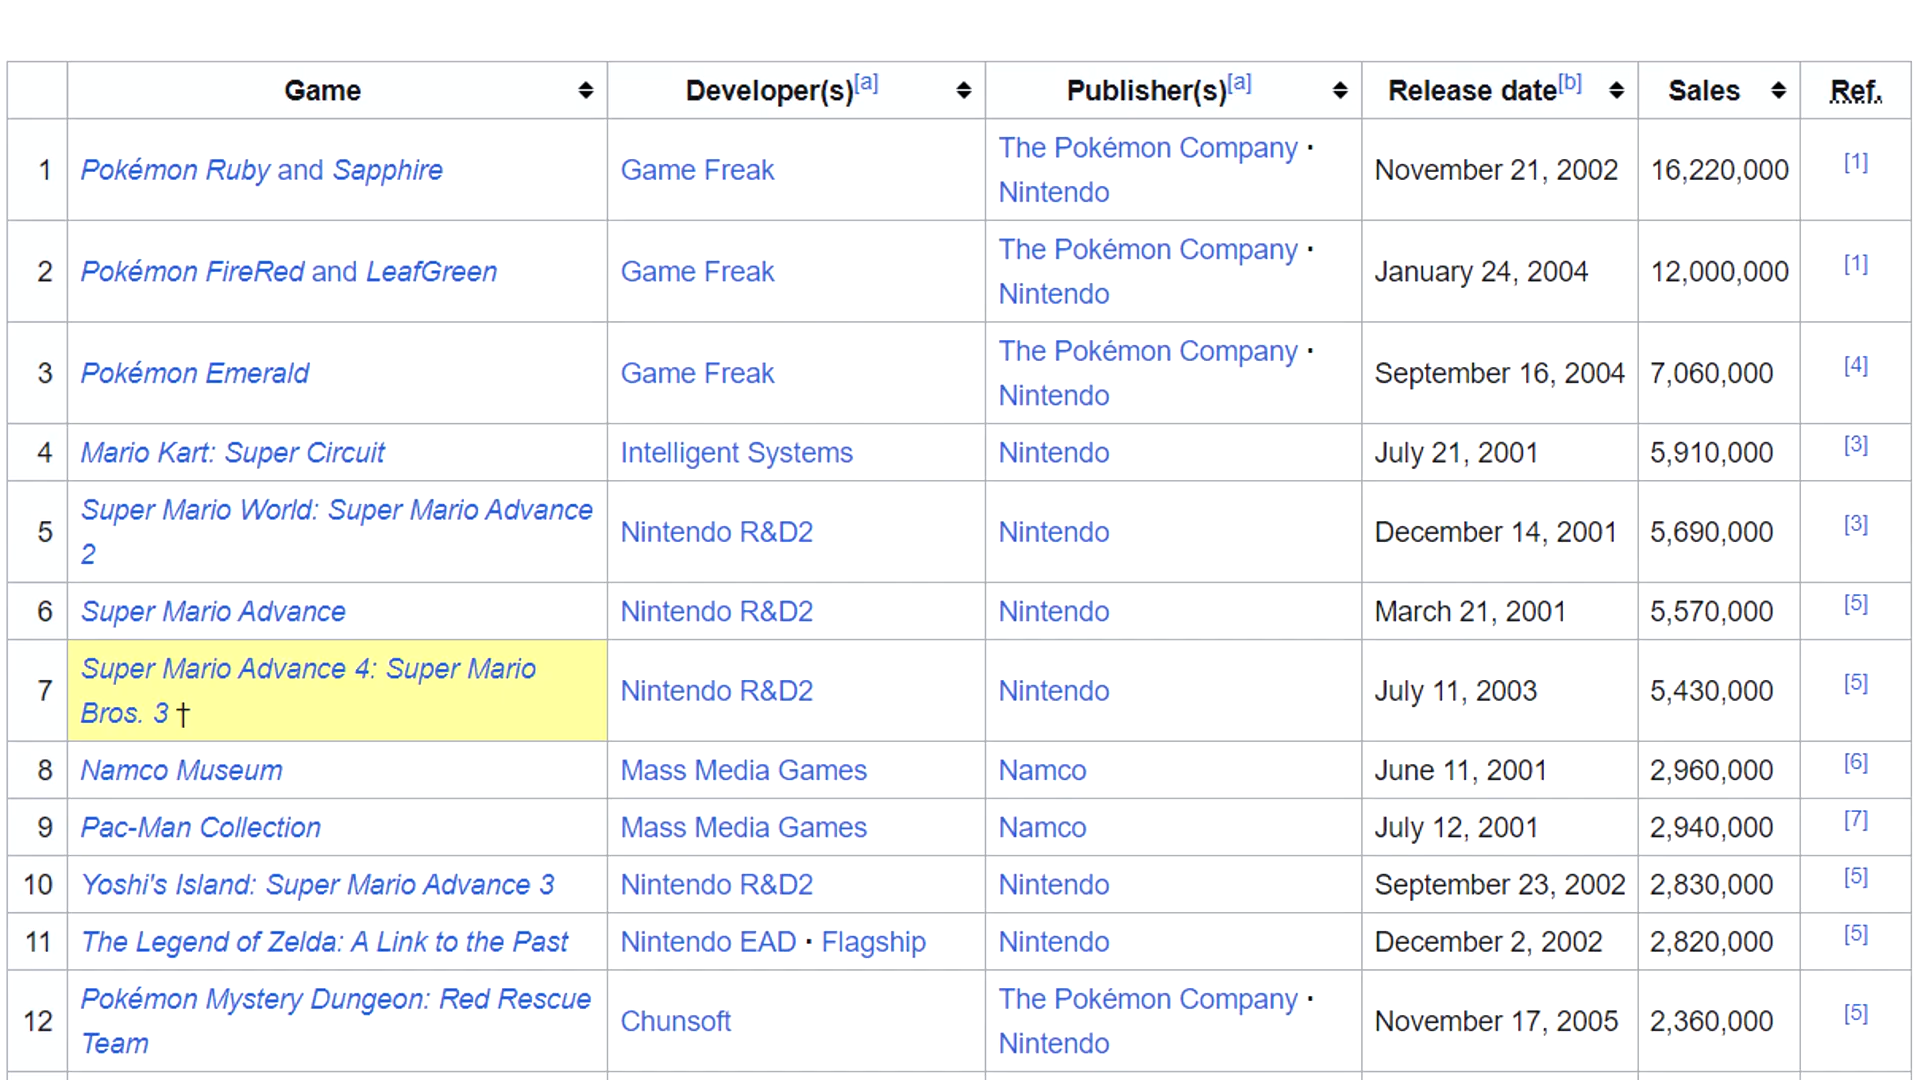 Game Developer(s)[a] Publisher(s)[a] Release date[b] Sales Ref.
1 Pokémon Ruby and Sapphire Game Freak The Pokémon Company ·
Nintendo November 21, 2002 16,220,000 [1]
2 Pokémon FireRed and LeafGreen Game Freak The Pokémon Company ·
Nintendo January 24, 2004 12,000,000 [1]
3 Pokémon Emerald Game Freak The Pokémon Company ·
Nintendo September 16, 2004 7,060,000 [4]
4 Mario Kart: Super Circuit Intelligent Systems Nintendo July 21, 2001 5,910,000 [3]
5 Super Mario World: Super Mario Advance
2 Nintendo R&D2 Nintendo December 14, 2001 5,690,000 [3]
6 Super Mario Advance Nintendo R&D2 Nintendo March 21, 2001 5,570,000 [5]
7 Super Mario Advance 4: Super Mario
Bros. 3 † Nintendo R&D2 Nintendo July 11, 2003 5,430,000 [5]
8 Namco Museum Mass Media Games Namco June 11, 2001 2,960,000 [6]
9 Pac-Man Collection Mass Media Games Namco July 12, 2001 2,940,000 [7]
10 Yoshi's Island: Super Mario Advance 3 Nintendo R&D2 Nintendo September 23, 2002 2,830,000 [5]
11 The Legend of Zelda: A Link to the Past Nintendo EAD · Flagship Nintendo December 2, 2002 2,820,000 [5]
12 Pokémon Mystery Dungeon: Red Rescue
Team Chunsoft The Pokémon Company ·
Nintendo November 17, 2005 2,360,000 [5]